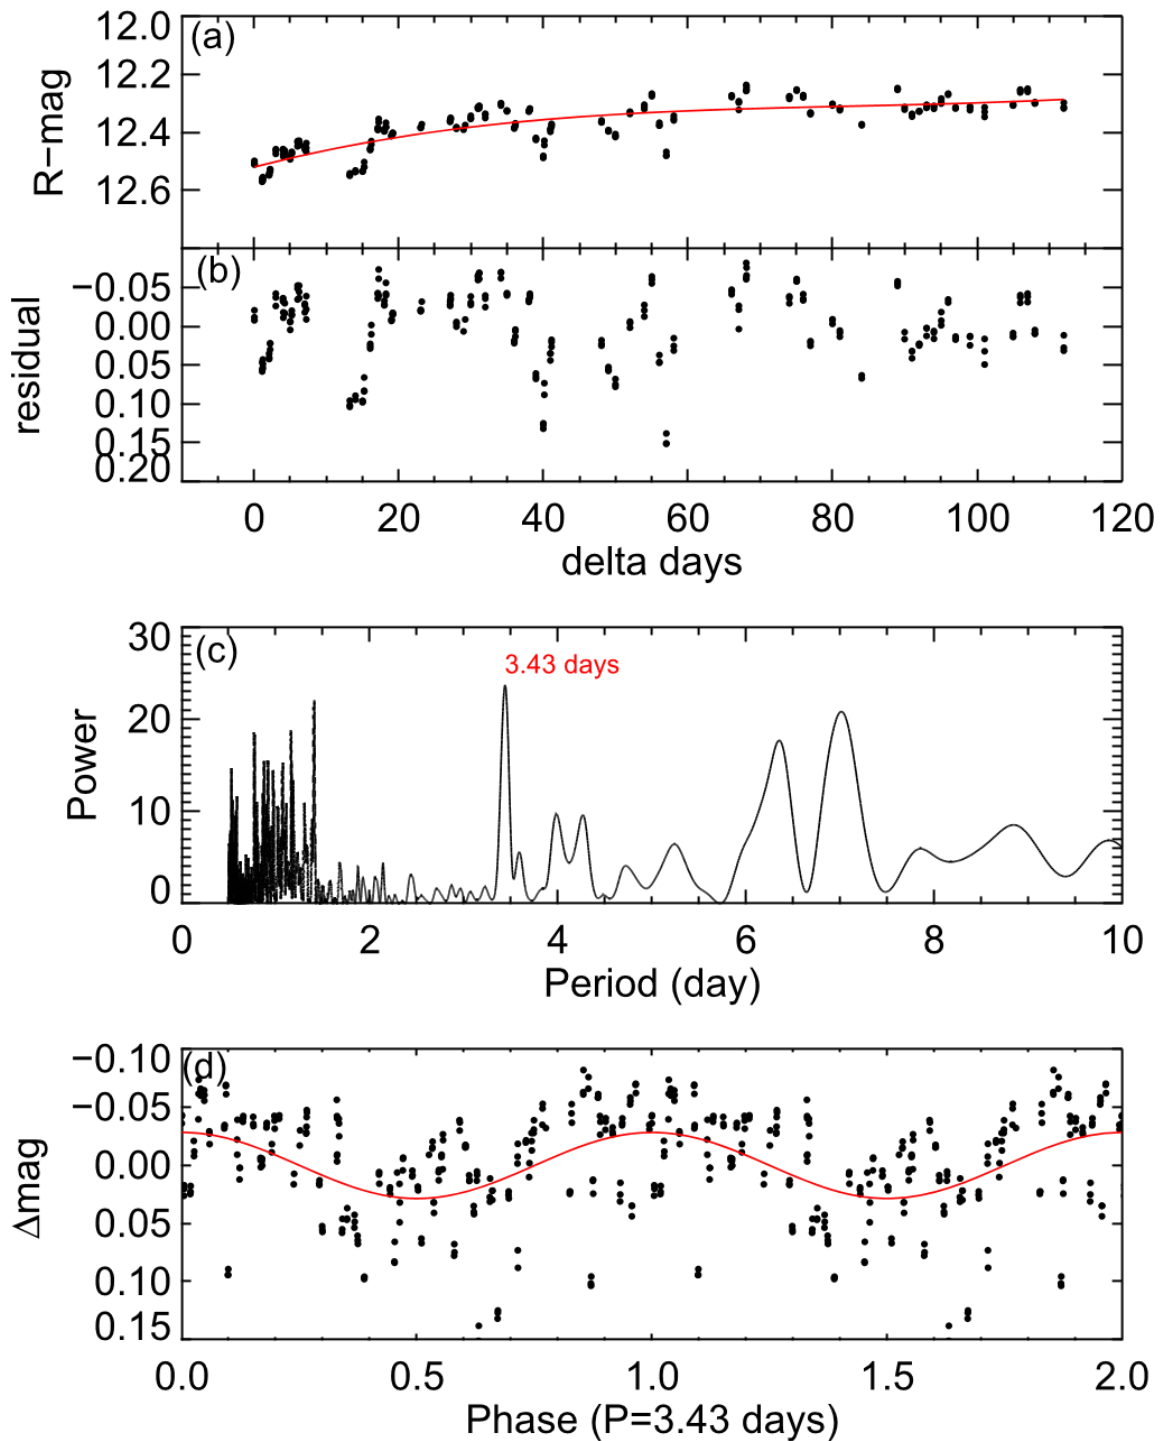 (a)
12.0
12.2
12.4
12.6
R−mag
(b)
−0.05
0.00
0.05
0.10
0.15
0.20
residual
0 20 40 60 80 100 120
delta days
(c)
3.43 days
30
20
10
0
Power
0 2 4 6 8 10
Period (day)
(d)
−0.10
−0.05
0.00
0.05
0.10
0.15
Δmag
0.0 0.5 1.0 1.5 2.0
Phase (P=3.43 days)